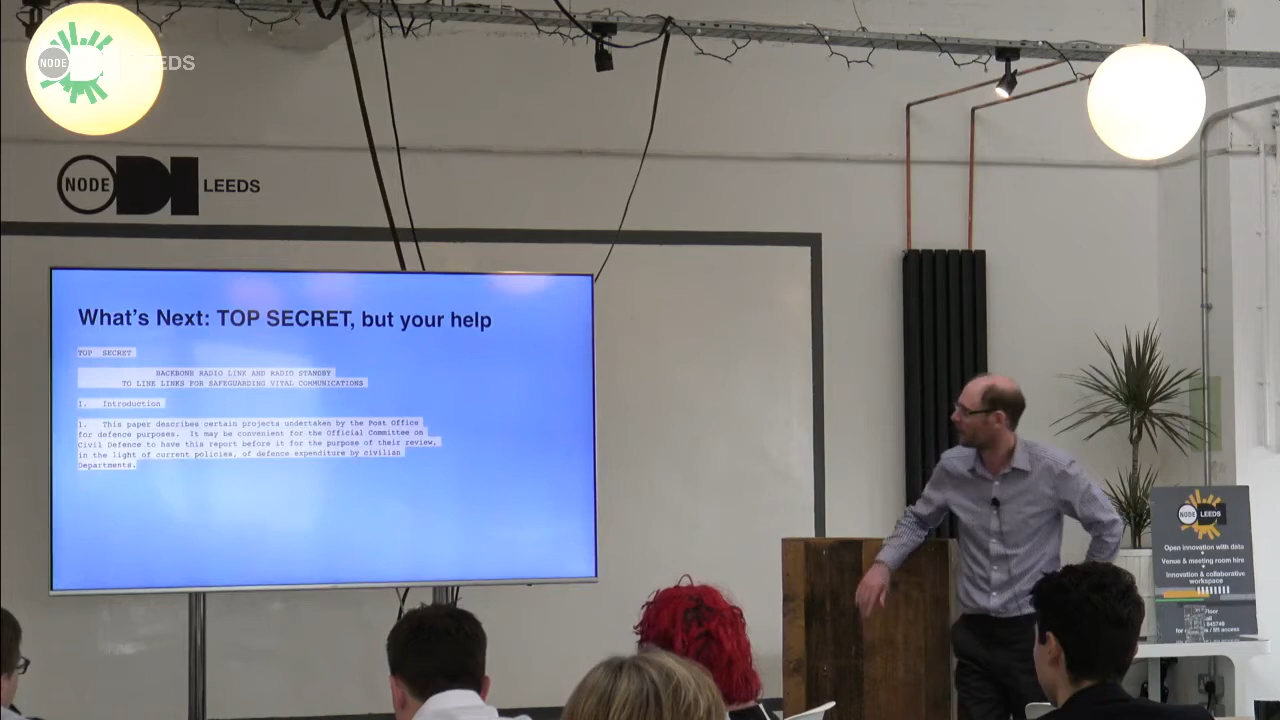 NODE
EDS
NODE ODI LEEDS
What's Next: TOP SECRET, but your help
TOP SECRET
BACKBONE RADIO LINK AND RADIO STANDBY
TO LINE LINKS FOR SAFEGUARDING VITAL COMMUNICATIONS
I. Introduction
1. This paper describes certain projects undertaken by the Post Office
for defence purposes. It may be convenient for the Official Committee on
Civil Defence to have this report before it for the purpose of their review,
in the light of current policies, of defence expenditure by civilian
Departments.
NODE LEEDS
Open innovation with data
Venue & meeting room hire
Innovation & collaborative
workspace